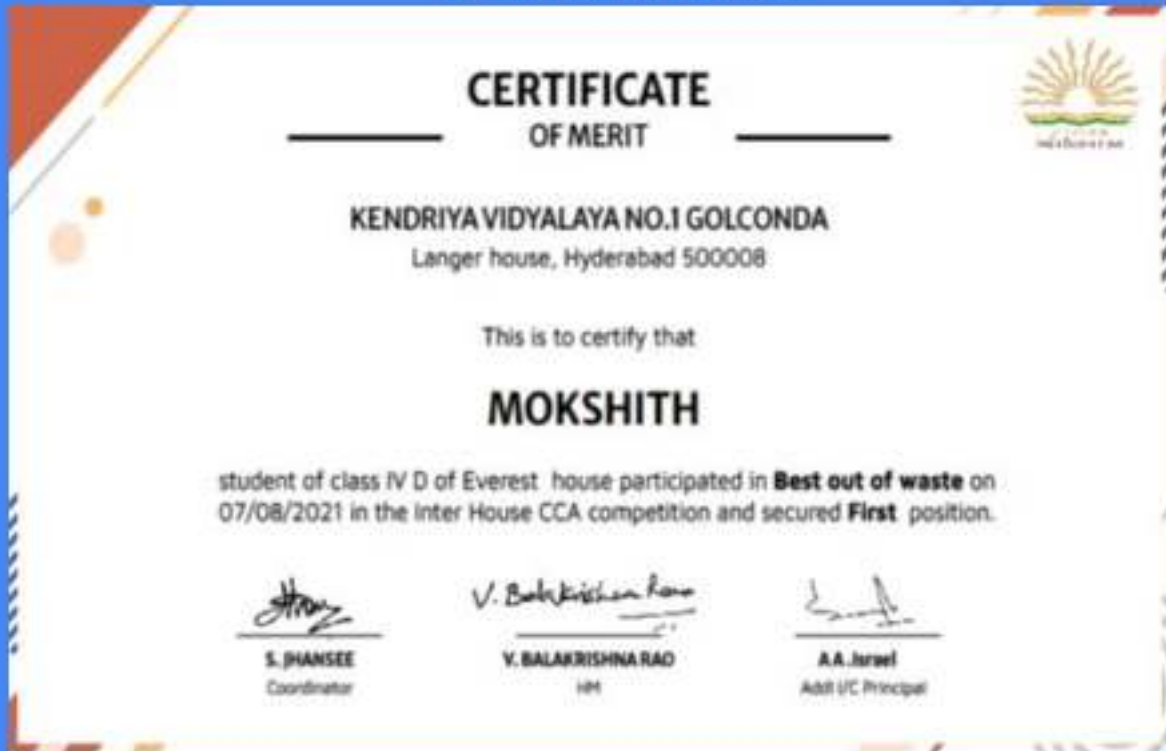 CERTIFICATE
OF MERIT
KENDRIYA VIDYALAYA NO.1 GOLCONDA
Langer house, Hyderabad 500008
This is to certify that
MOKSHITH
student of class IV D of Everest house participated in Best out of waste on
07/08/2021 in the Inter House CCA competition and secured First position.
V. Balakrishna Rao
S. JHANSEE
V. BALAKRISHNA RAO
A A .Israel
Coordinator
HM
Addl I/C Principal